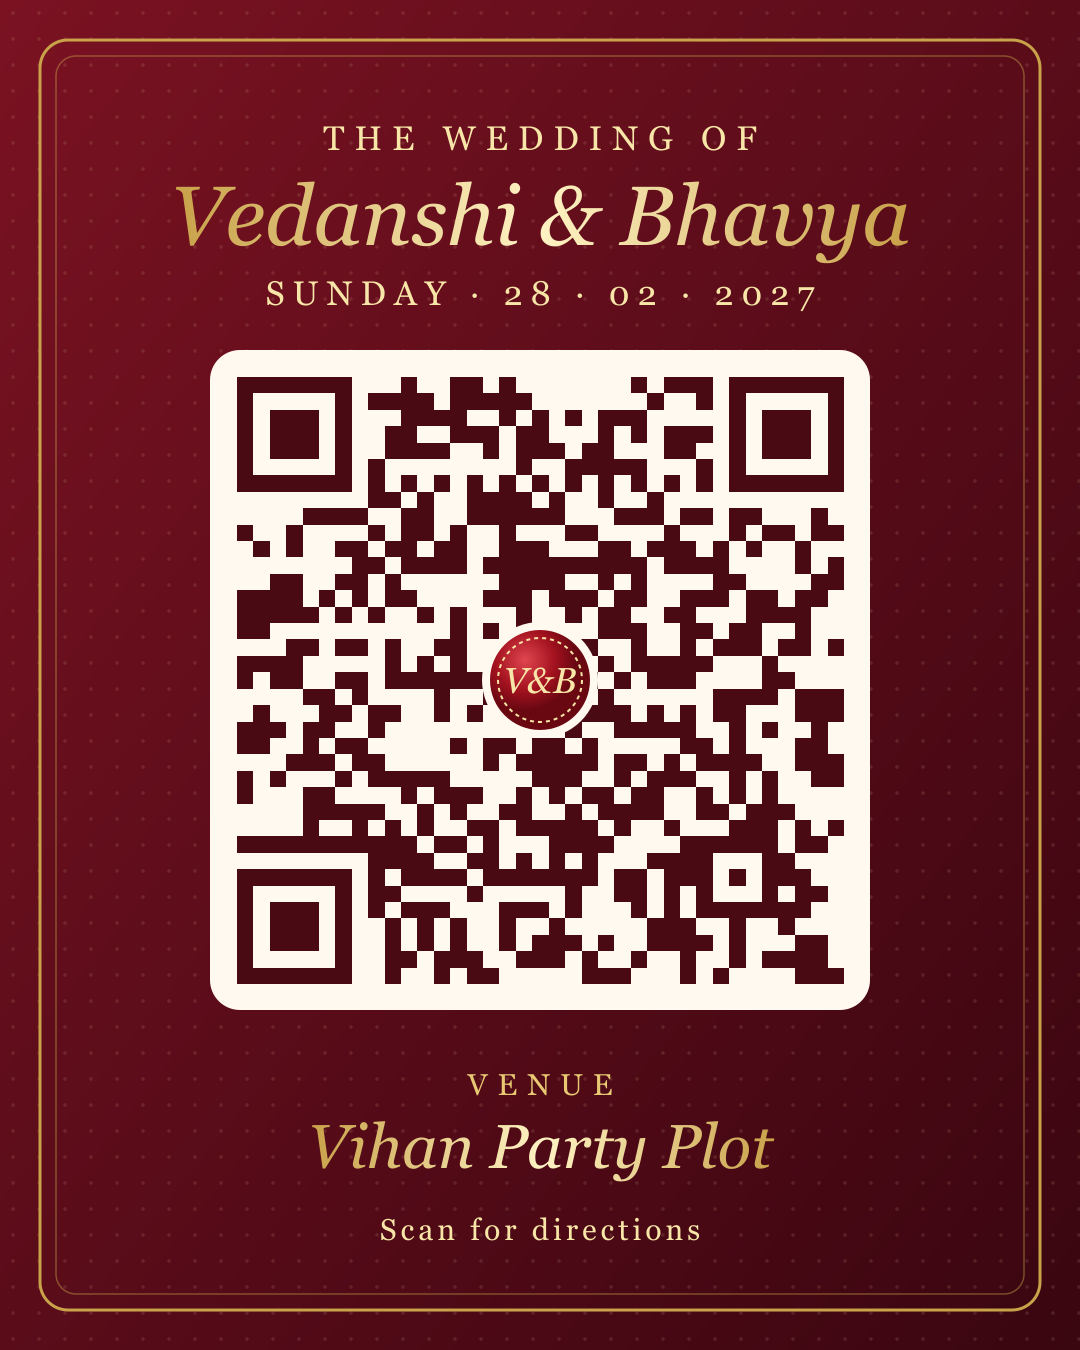 THE WEDDING OF
Vedanshi & Bhavya
SUNDAY · 28 · 02 · 2027
V&B
VENUE
Vihan Party Plot
Scan for directions